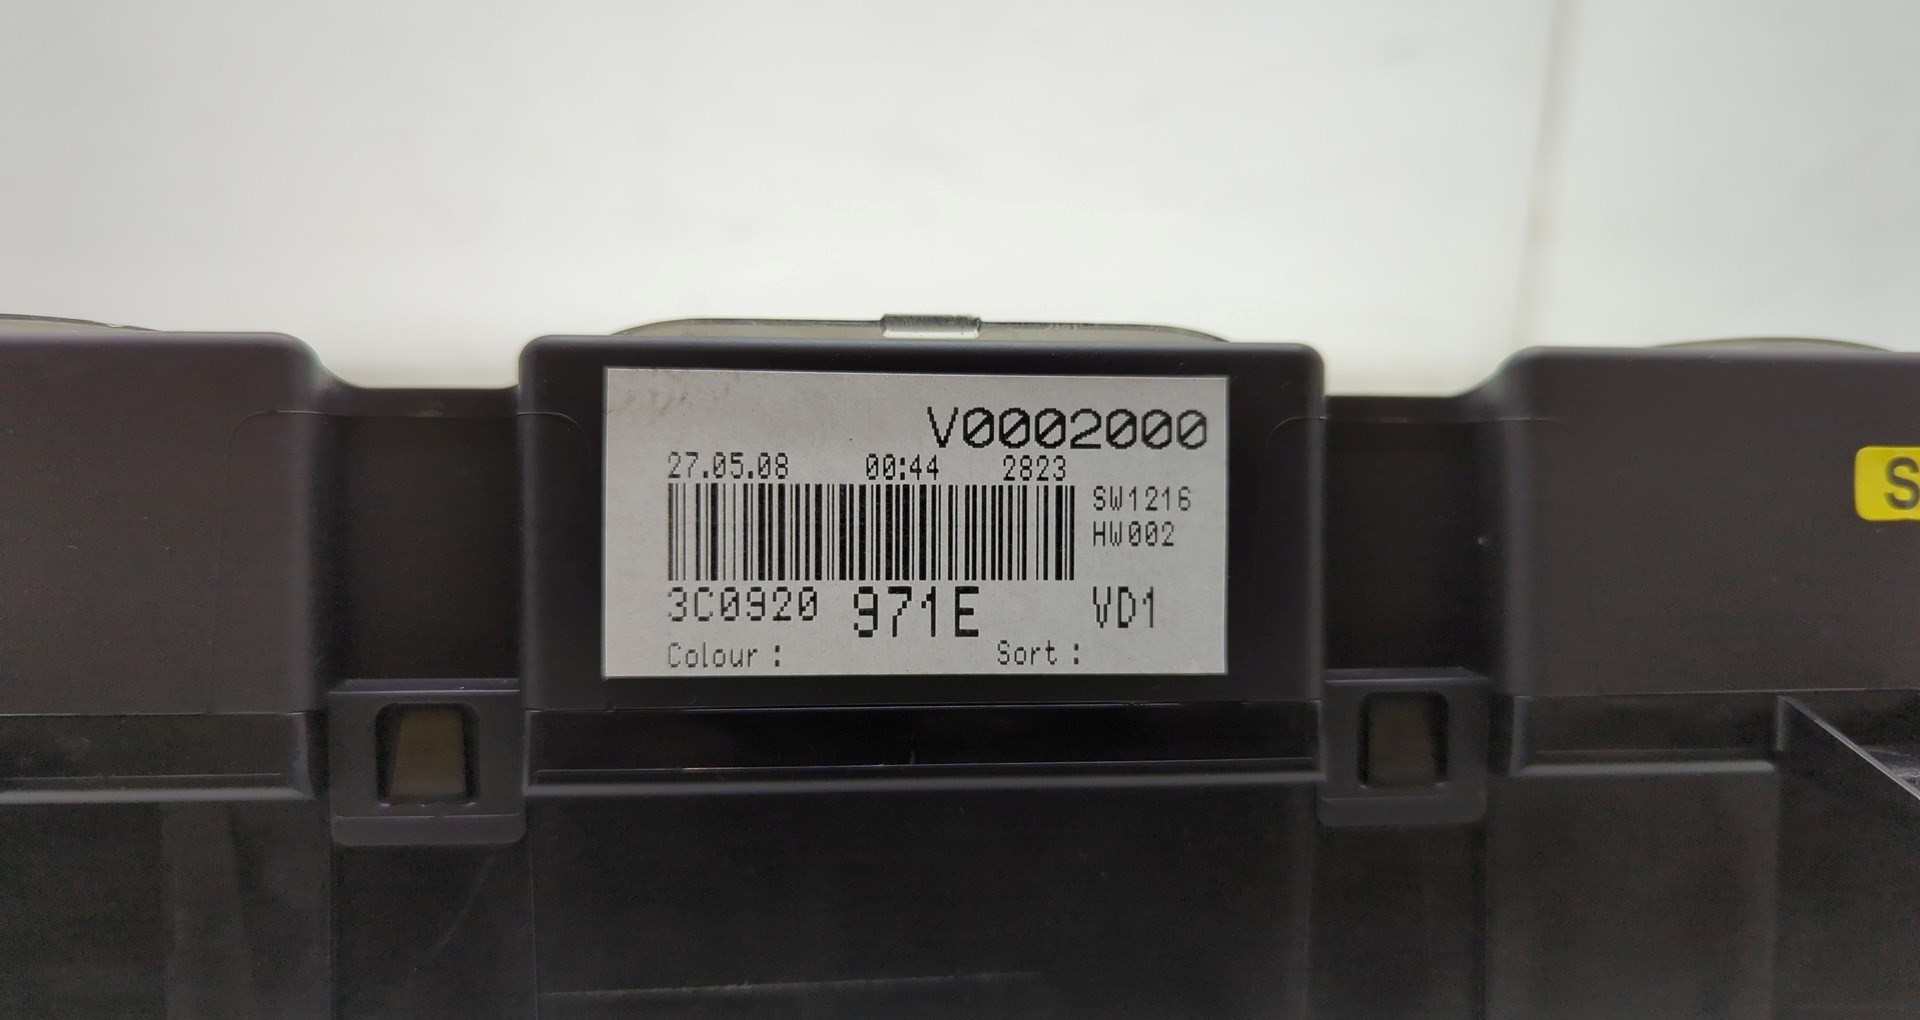 V0002000
27.05.08 00:44 2823
SW1216
HW002
3C0920 971E VD1
Colour : Sort :
S